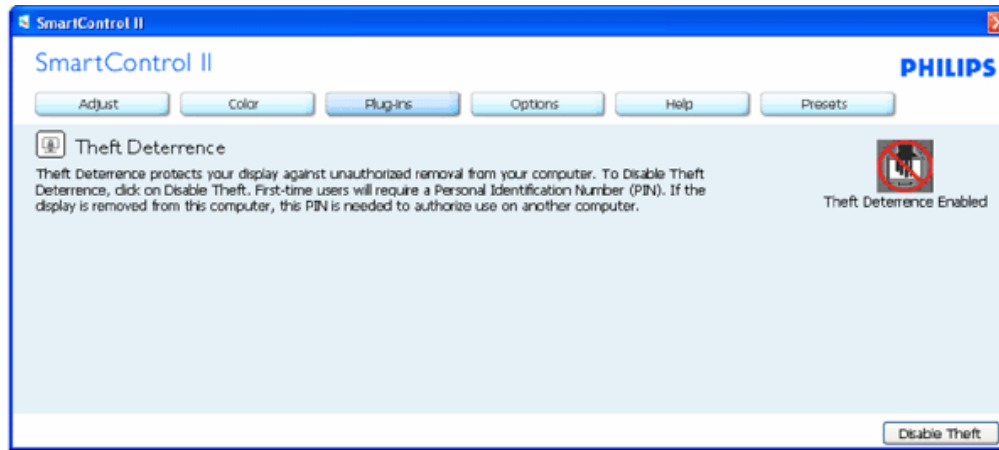 SmartControl II
SmartControl II
PHILIPS
Adjust Color Plug-Ins Options Help Presets
Theft Deterrence
Theft Deterrence protects your display against unauthorized removal from your computer. To Disable Theft
Deterrence, click on Disable Theft. First-time users will require a Personal Identification Number (PIN). If the
display is removed from this computer, this PIN is needed to authorize use on another computer.
Theft Deterrence Enabled
Disable Theft